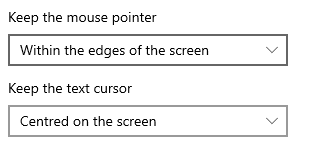 Keep the mouse pointer
Within the edges of the screen
Keep the text cursor
Centred on the screen